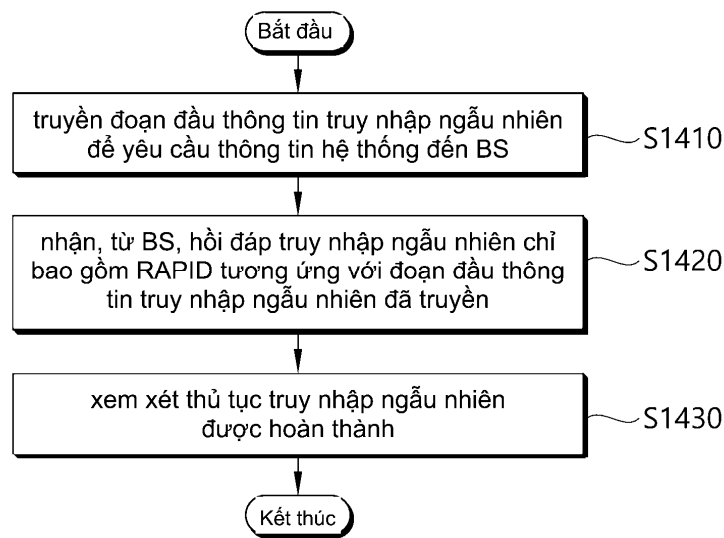 Bắt đầu
truyền đoạn đầu thông tin truy nhập ngẫu nhiên
để yêu cầu thông tin hệ thống đến BS
S1410
nhận, từ BS, hồi đáp truy nhập ngẫu nhiên chỉ
bao gồm RAPID tương ứng với đoạn đầu thông
tin truy nhập ngẫu nhiên đã truyền
S1420
xem xét thủ tục truy nhập ngẫu nhiên
được hoàn thành
S1430
Kết thúc